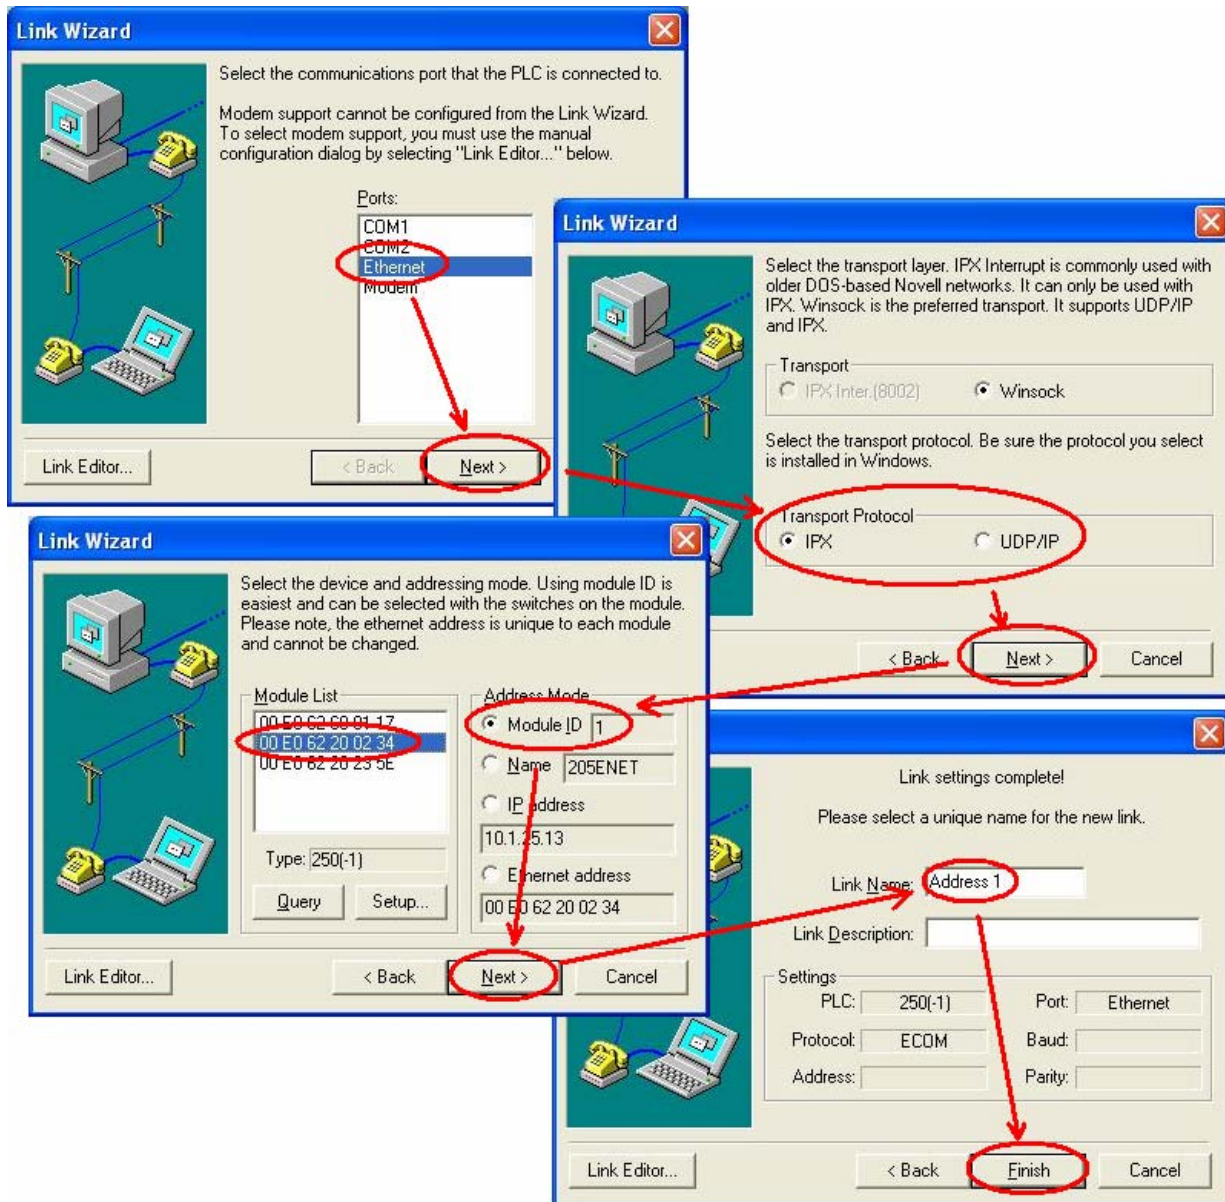 Link Wizard
Select the communications port that the PLC is connected to.
Modem support cannot be configured from the Link Wizard.
To select modem support, you must use the manual
configuration dialog by selecting "Link Editor..." below.
Ports:
COM1
COM2
Ethernet
Modem
Link Editor...
< Back
Next >
Link Wizard
Select the transport layer. IPX Interrupt is commonly used with
older DOS-based Novell networks. It can only be used with
IPX. Winsock is the preferred transport. It supports UDP/IP
and IPX.
Transport
IPX Inter.(8002)
Winsock
Select the transport protocol. Be sure the protocol you select
is installed in Windows.
Transport Protocol
IPX
UDP/IP
< Back
Next >
Cancel
Link Wizard
Select the device and addressing mode. Using module ID is
easiest and can be selected with the switches on the module.
Please note, the ethernet address is unique to each module
and cannot be changed.
Module List
00 E0 62 60 01 17
00 E0 62 20 02 34
00 E0 62 20 23 5E
Type: 250(-1)
Query
Setup...
Address Mode
Module ID 1
Name 205ENET
IP address
10.1.25.13
Ethernet address
00 E0 62 20 02 34
Link Editor...
< Back
Next >
Cancel
Link settings complete!
Please select a unique name for the new link.
Link Name: Address 1
Link Description:
Settings
PLC: 250(-1)
Port: Ethernet
Protocol: ECOM
Baud:
Address:
Parity:
Link Editor...
< Back
Finish
Cancel